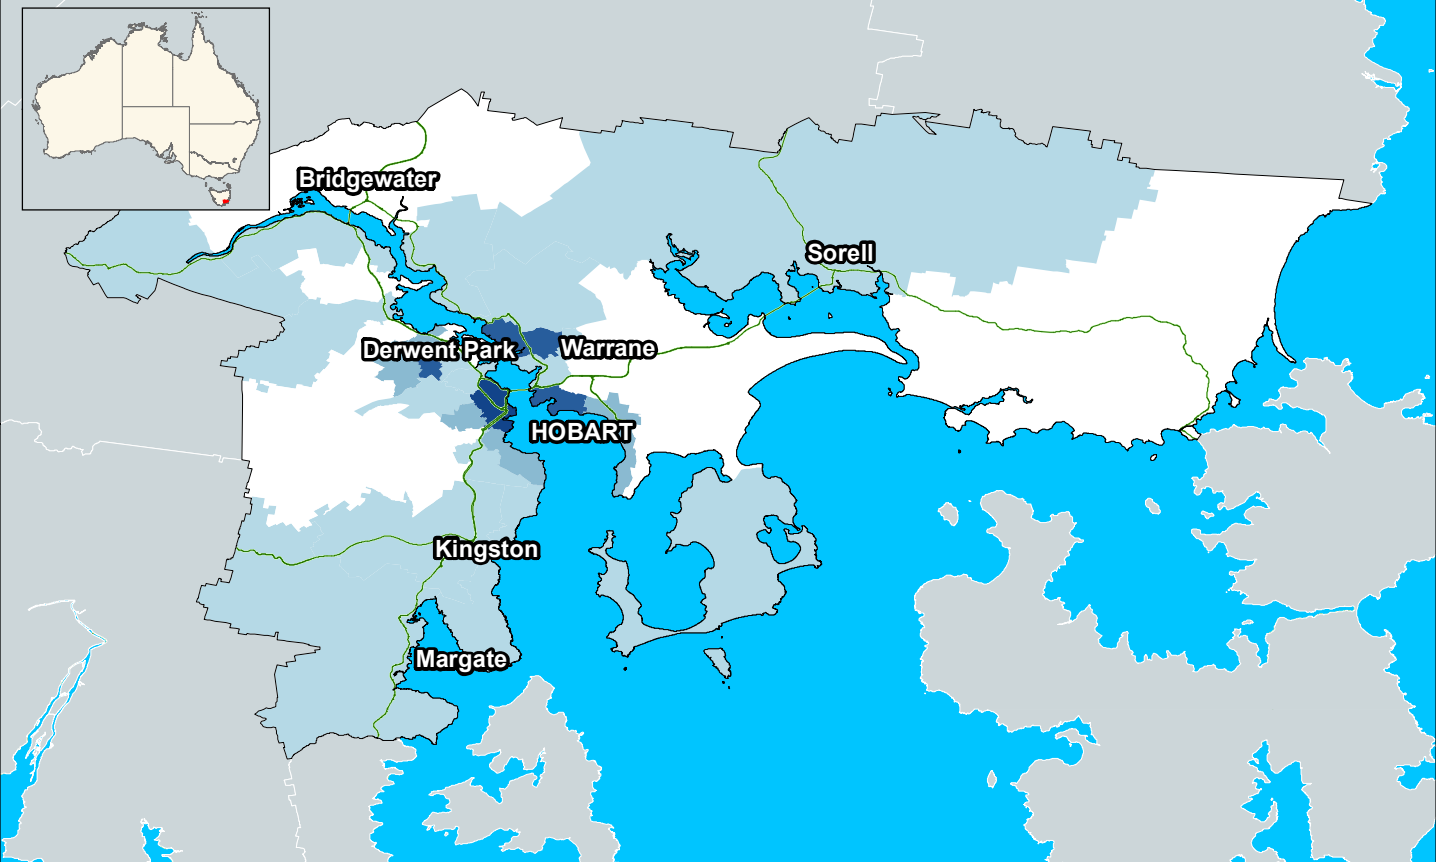 Bridgewater
Sorell
Derwent Park
Warrane
HOBART
Kingston
Margate